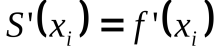 S'(xᵢ) = f'(xᵢ)